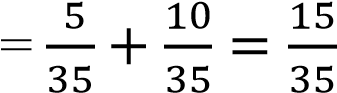 = 5/35 + 10/35 = 15/35